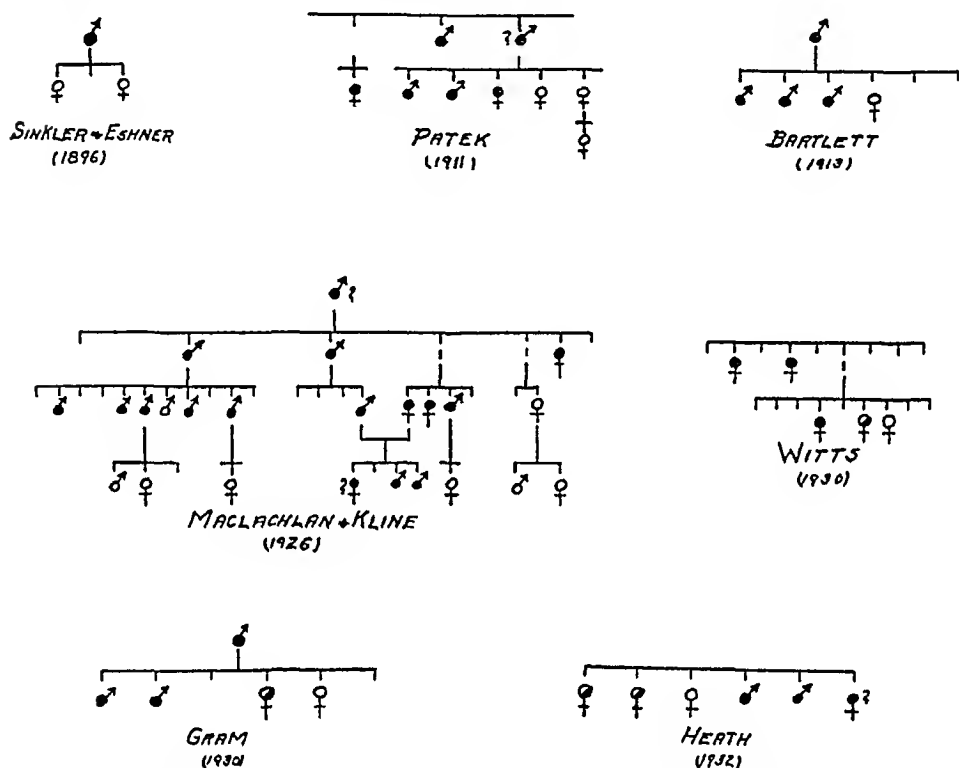 SINKLER & ESHNER
(1896)
PATEK
(1911)
BARTLETT
(1913)
MACLACHLAN & KLINE
(1926)
WITTS
(1930)
GRAM
(1930)
HEATH
(1932)